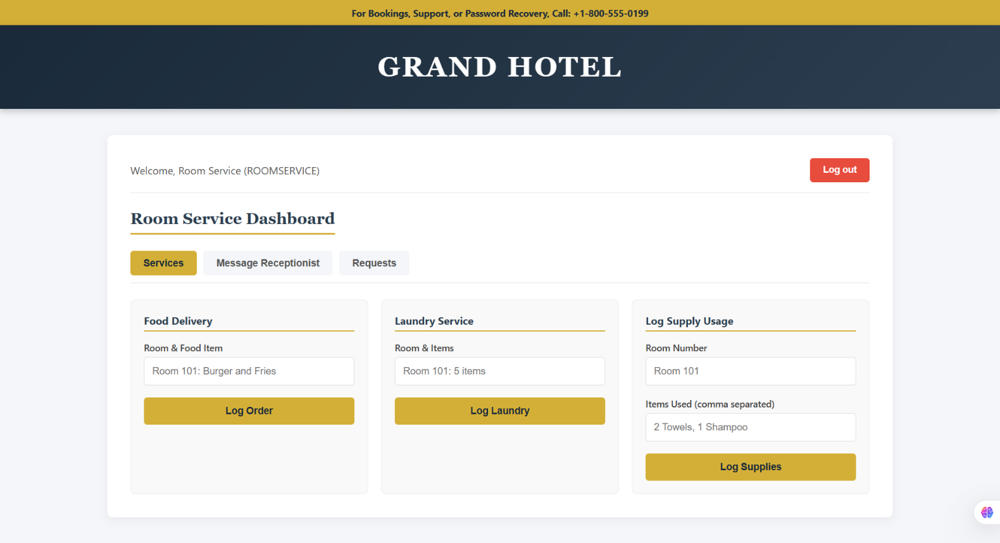 For Bookings, Support, or Password Recovery, Call: +1-800-555-0199
GRAND HOTEL
Welcome, Room Service (ROOMSERVICE)
Log out
Room Service Dashboard
Services
Message Receptionist
Requests
Food Delivery
Room & Food Item
Room 101: Burger and Fries
Log Order
Laundry Service
Room & Items
Room 101: 5 items
Log Laundry
Log Supply Usage
Room Number
Room 101
Items Used (comma separated)
2 Towels, 1 Shampoo
Log Supplies